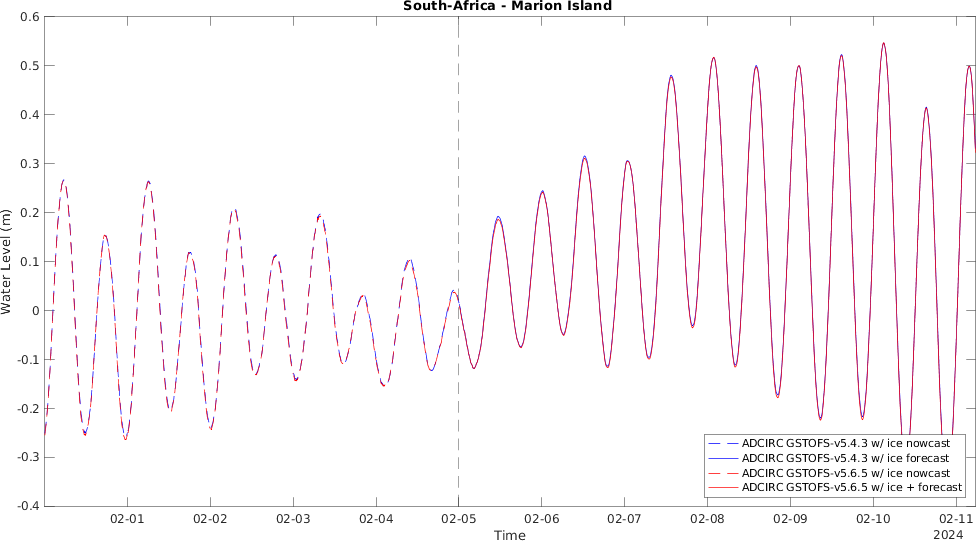 South-Africa - Marion Island
0.6
0.5
0.4
0.3
0.2
0.1
0
-0.1
-0.2
-0.3
-0.4
Water Level (m)
ADCIRC GSTOFS-v5.4.3 w/ ice nowcast
ADCIRC GSTOFS-v5.4.3 w/ ice forecast
ADCIRC GSTOFS-v5.6.5 w/ ice nowcast
ADCIRC GSTOFS-v5.6.5 w/ ice + forecast
02-01 02-02 02-03 02-04 02-05 02-06 02-07 02-08 02-09 02-10 02-11
Time
2024